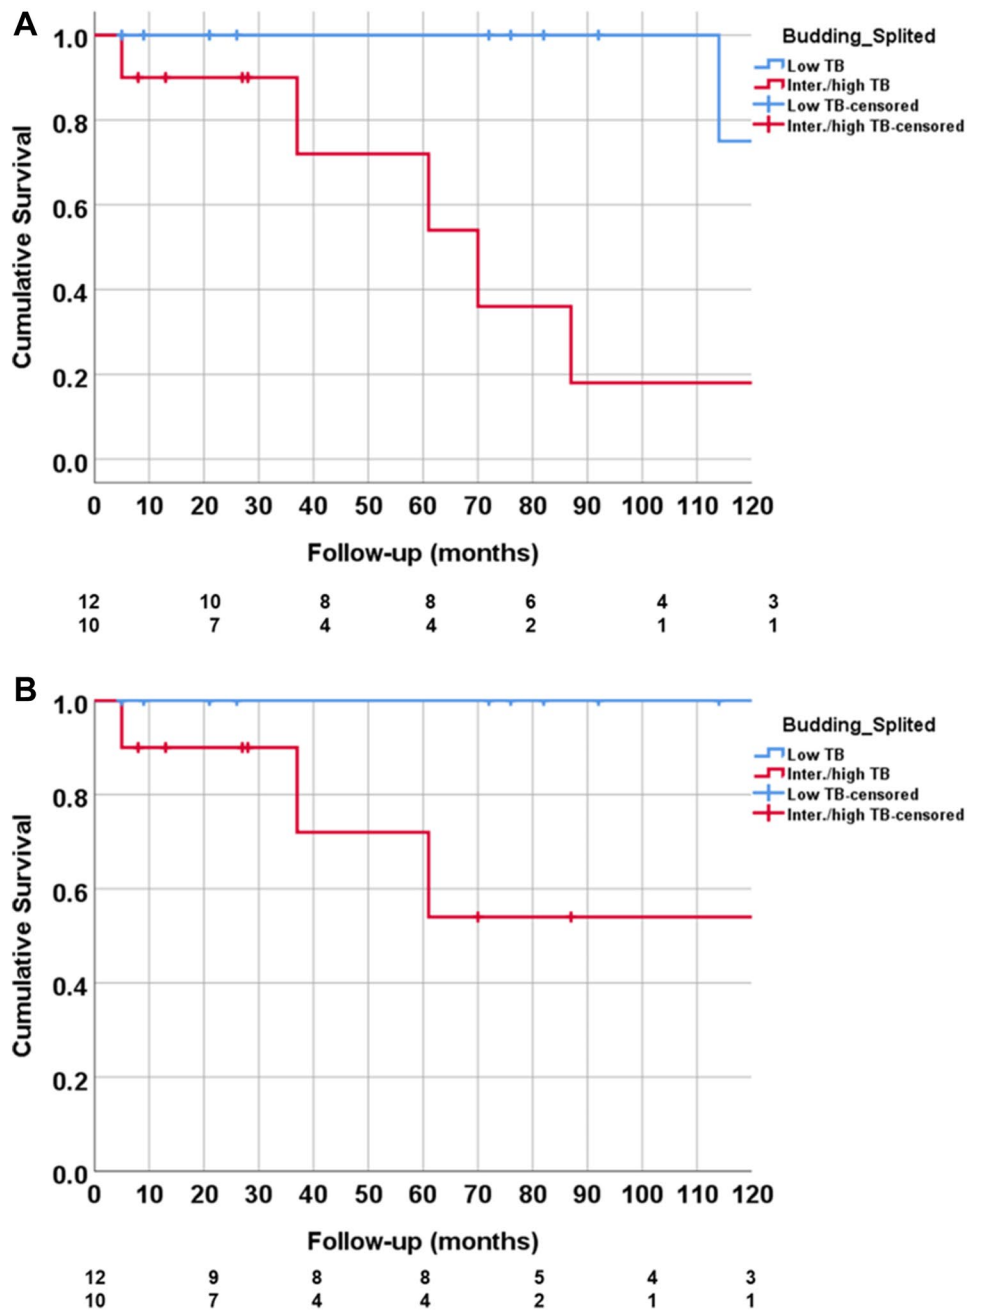 A
1.0
0.8
0.6
0.4
0.2
0.0
Cumulative Survival
0 10 20 30 40 50 60 70 80 90 100 110 120
Follow-up (months)
Budding_Splited
Low TB
Inter./high TB
Low TB-censored
Inter./high TB-censored
12 10 8 8 6 4 3
10 7 4 4 2 1 1
B
1.0
0.8
0.6
0.4
0.2
0.0
Cumulative Survival
0 10 20 30 40 50 60 70 80 90 100 110 120
Follow-up (months)
Budding_Splited
Low TB
Inter./high TB
Low TB-censored
Inter./high TB-censored
12 9 8 8 5 4 3
10 7 4 4 2 1 1